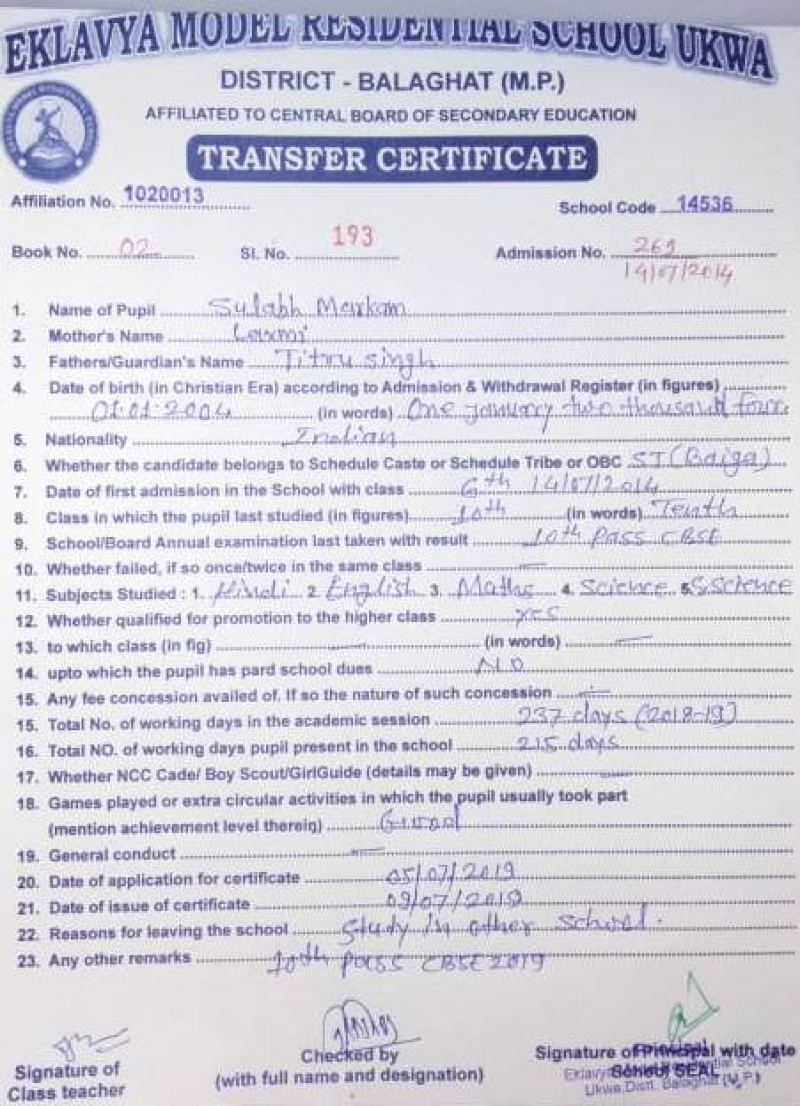 EKLAVYA MODEL RESIDENTIAL SCHOOL UKWA
DISTRICT - BALAGHAT (M.P.)
AFFILIATED TO CENTRAL BOARD OF SECONDARY EDUCATION
TRANSFER CERTIFICATE
Affiliation No. 1020013
School Code 14536
Book No. 02 Sl. No. 193 Admission No. 269
14/07/2014
1. Name of Pupil Sulabh Markam
2. Mother's Name Laxmi
3. Fathers/Guardian's Name Titru singh
4. Date of birth (in Christian Era) according to Admission & Withdrawal Register (in figures)
01.01.2004 (in words) One january two thousand four
5. Nationality Indian
6. Whether the candidate belongs to Schedule Caste or Schedule Tribe or OBC ST (Baiga)
7. Date of first admission in the School with class 6th 14/07/2014
8. Class in which the pupil last studied (in figures) 10th (in words) Tenth
9. School/Board Annual examination last taken with result 10th Pass CBSE
10. Whether failed, if so once/twice in the same class —
11. Subjects Studied : 1. Hindi 2 English 3. Maths 4. Science 5. S.Science
12. Whether qualified for promotion to the higher class yes
13. to which class (in fig) — (in words) —
14. upto which the pupil has pard school dues NO
15. Any fee concession availed of. If so the nature of such concession —
15. Total No. of working days in the academic session 237 days (2018-19)
16. Total NO. of working days pupil present in the school 215 days
17. Whether NCC Cade/ Boy Scout/GirlGuide (details may be given) —
18. Games played or extra circular activities in which the pupil usually took part
(mention achievement level therein)
19. General conduct —
20. Date of application for certificate 05/07/2019
21. Date of issue of certificate 09/07/2019
22. Reasons for leaving the school Study in other school.
23. Any other remarks 10th pass CBSE 2019
Signature of
Class teacher
Checked by
(with full name and designation)
Signature of Principal with date
School SEAL
Ukwa, Distt. Balaghat (M.P.)